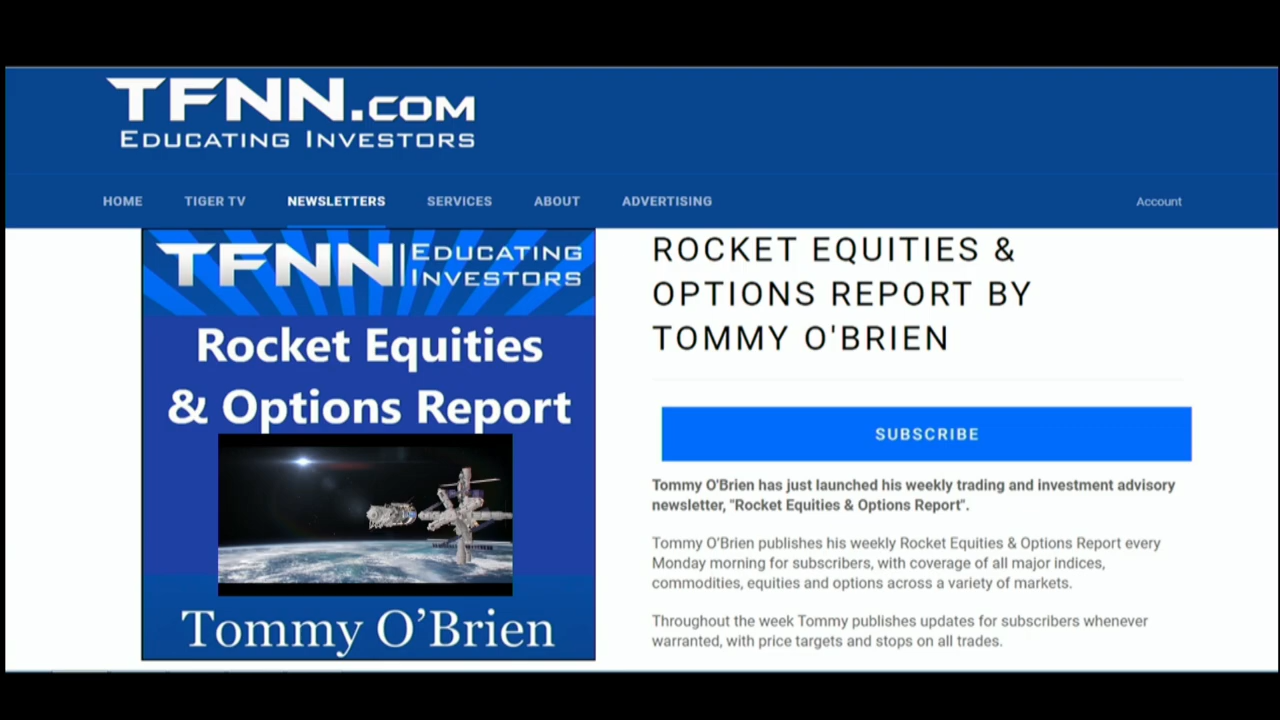 TFNN.COM
EDUCATING INVESTORS
HOME TIGER TV NEWSLETTERS SERVICES ABOUT ADVERTISING Account
TFNN EDUCATING INVESTORS
Rocket Equities
& Options Report
Tommy O’Brien
ROCKET EQUITIES &
OPTIONS REPORT BY
TOMMY O'BRIEN
SUBSCRIBE
Tommy O'Brien has just launched his weekly trading and investment advisory
newsletter, "Rocket Equities & Options Report".
Tommy O’Brien publishes his weekly Rocket Equities & Options Report every
Monday morning for subscribers, with coverage of all major indices,
commodities, equities and options across a variety of markets.
Throughout the week Tommy publishes updates for subscribers whenever
warranted, with price targets and stops on all trades.